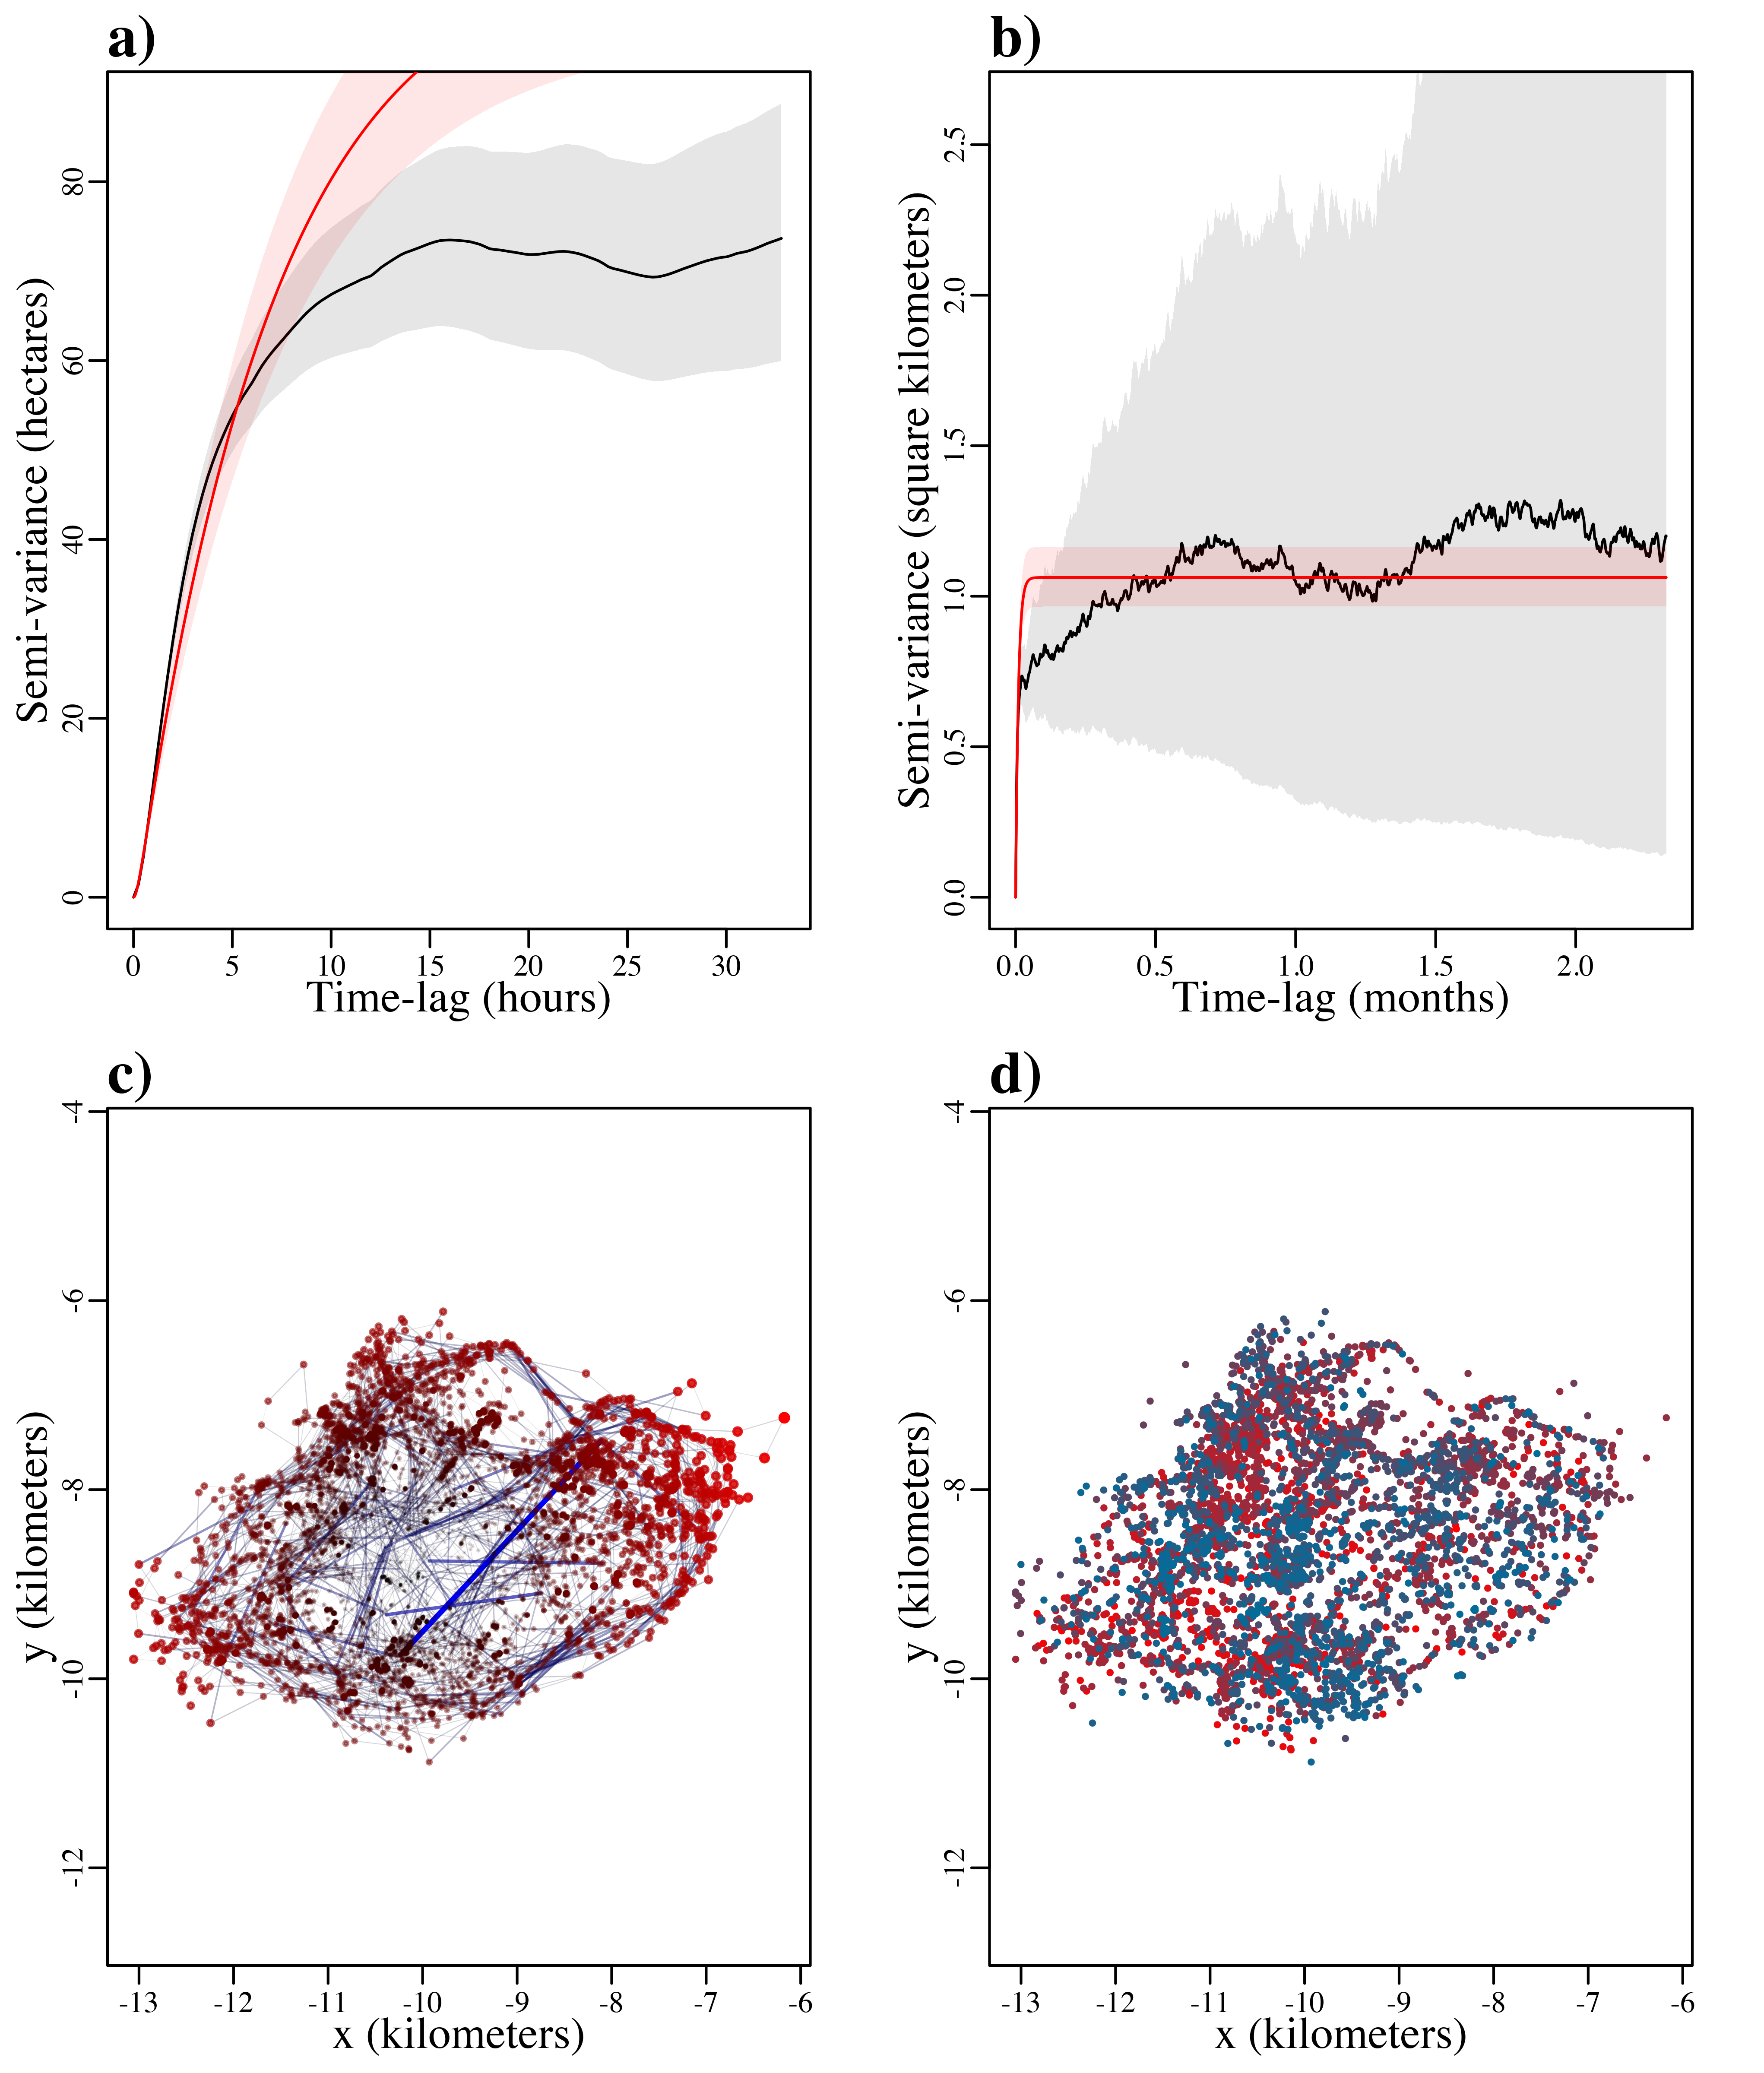 a)
Semi-variance (hectares)
80
60
40
20
0
0 5 10 15 20 25 30
Time-lag (hours)
b)
Semi-variance (square kilometers)
2.5
2.0
1.5
1.0
0.5
0.0
0.0 0.5 1.0 1.5 2.0
Time-lag (months)
c)
y (kilometers)
-4
-6
-8
-10
-12
-13 -12 -11 -10 -9 -8 -7 -6
x (kilometers)
d)
y (kilometers)
-4
-6
-8
-10
-12
-13 -12 -11 -10 -9 -8 -7 -6
x (kilometers)